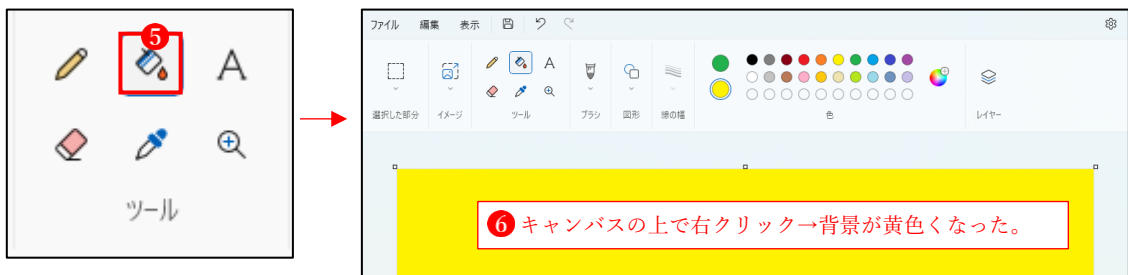 5
A
ツール
ファイル 編集 表示
A
選択した部分 イメージ ツール ブラシ 図形 線の幅 色 レイヤー
6 キャンバスの上で右クリック→背景が黄色くなった。